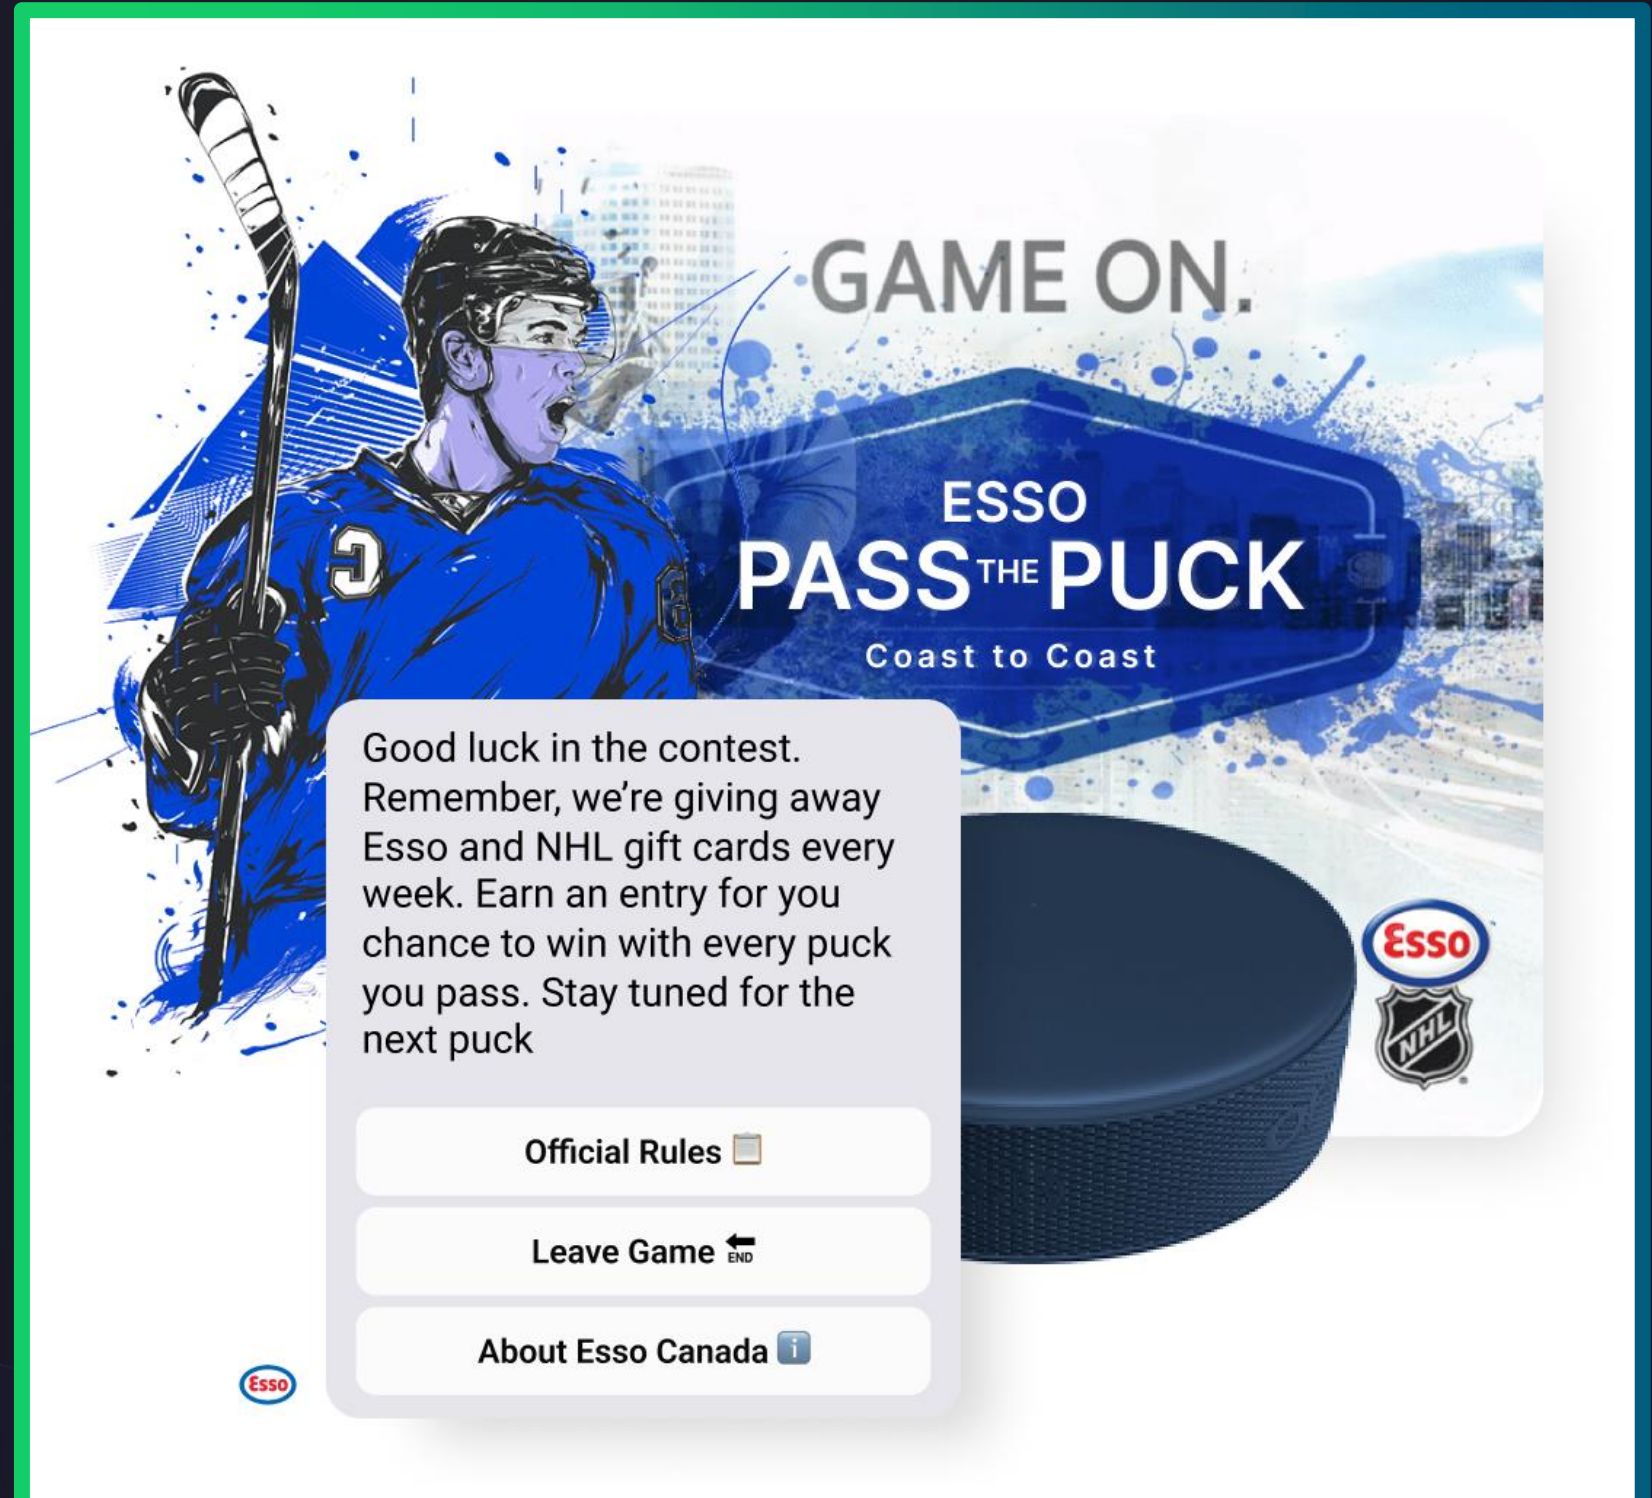 GAME ON.
ESSO
PASS THE PUCK
Coast to Coast
Good luck in the contest.
Remember, we’re giving away
Esso and NHL gift cards every
week. Earn an entry for you
chance to win with every puck
you pass. Stay tuned for the
next puck
Esso
NHL
Official Rules
Leave Game
END
About Esso Canada
Esso